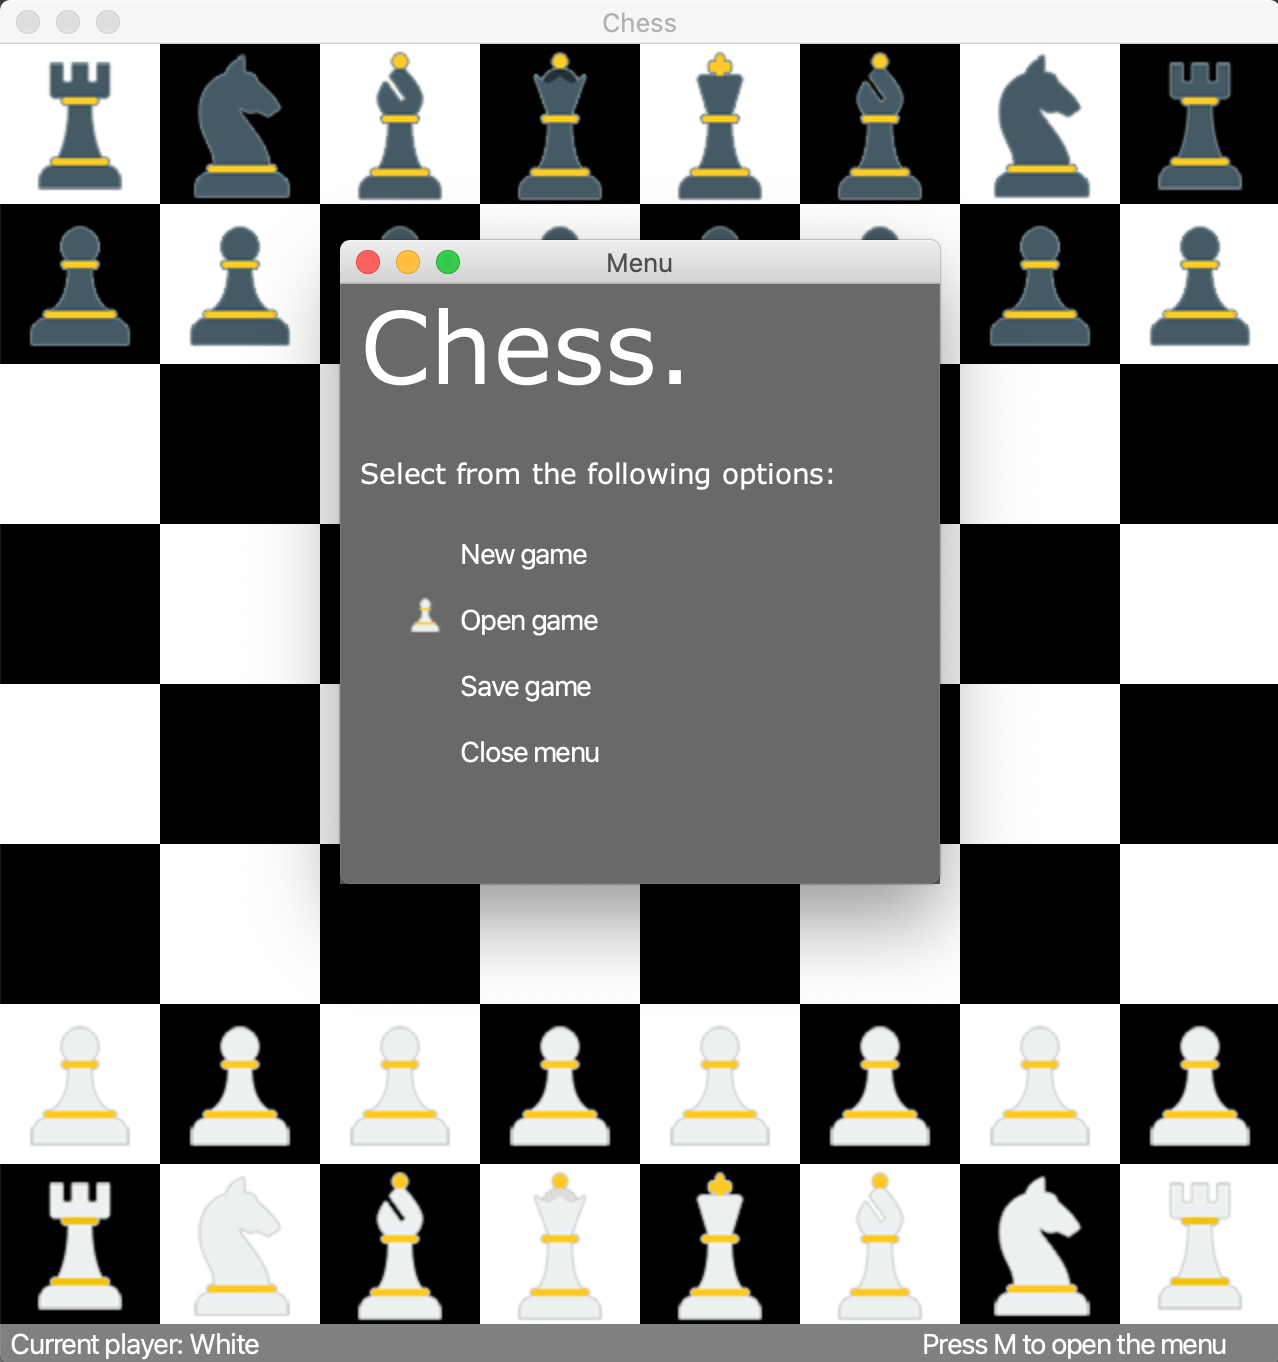 Chess
Menu
Chess.
Select from the following options:
New game
Open game
Save game
Close menu
Current player: White
Press M to open the menu